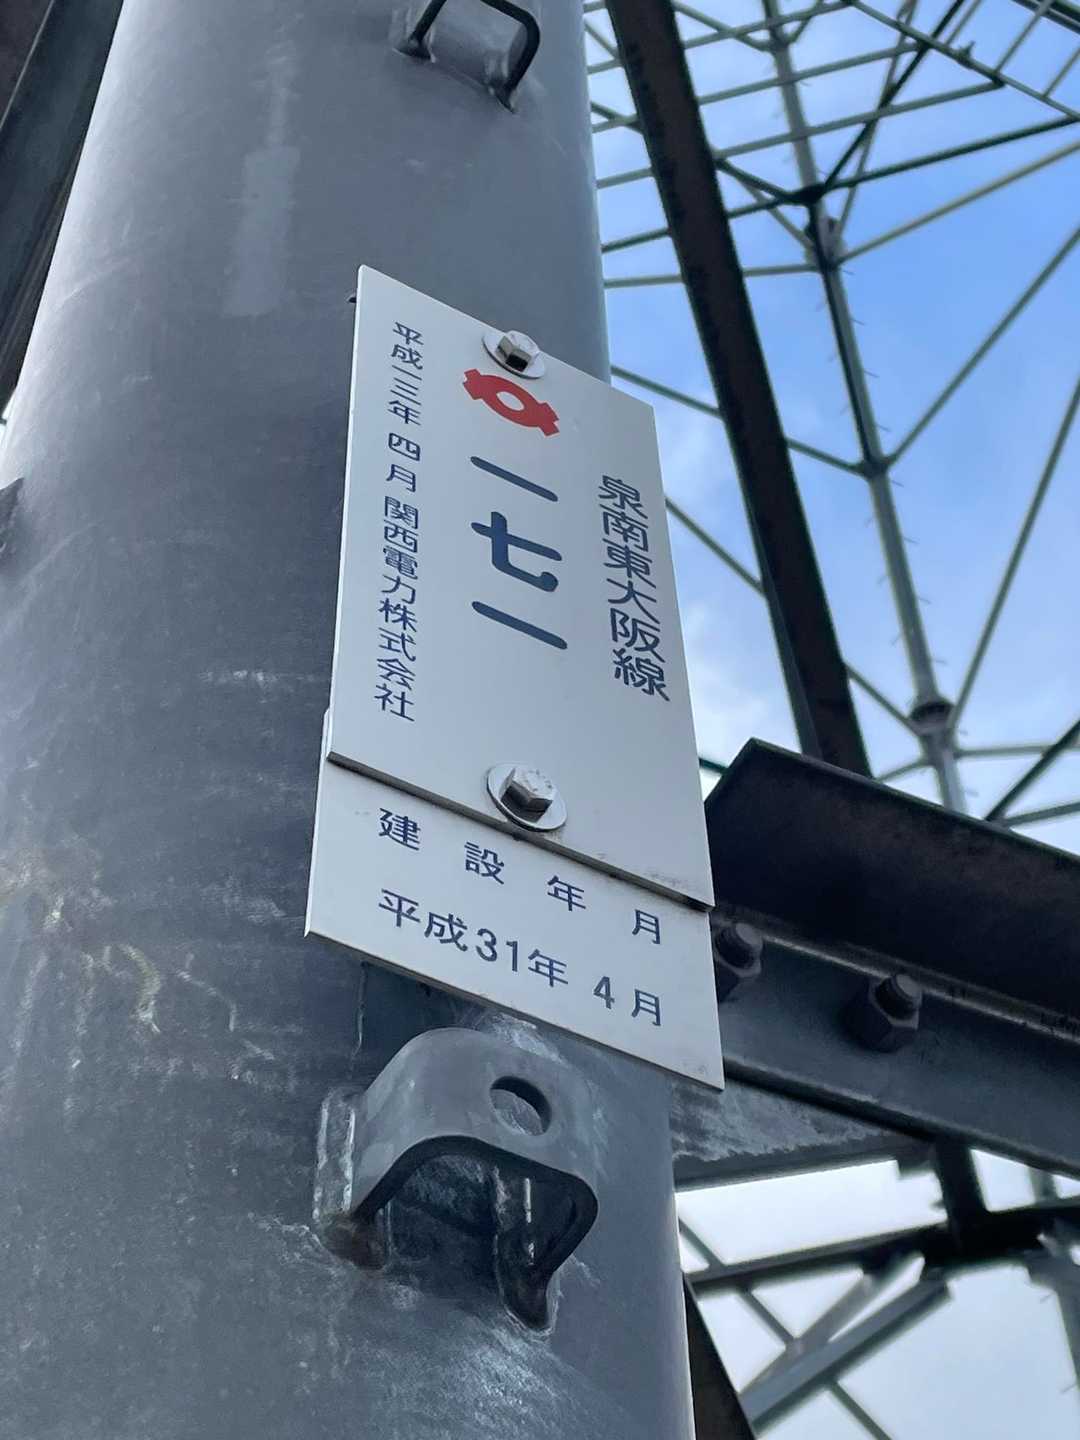 泉南東大阪線
一七一
平成一三年四月関西電力株式会社
建設年月
平成31年4月